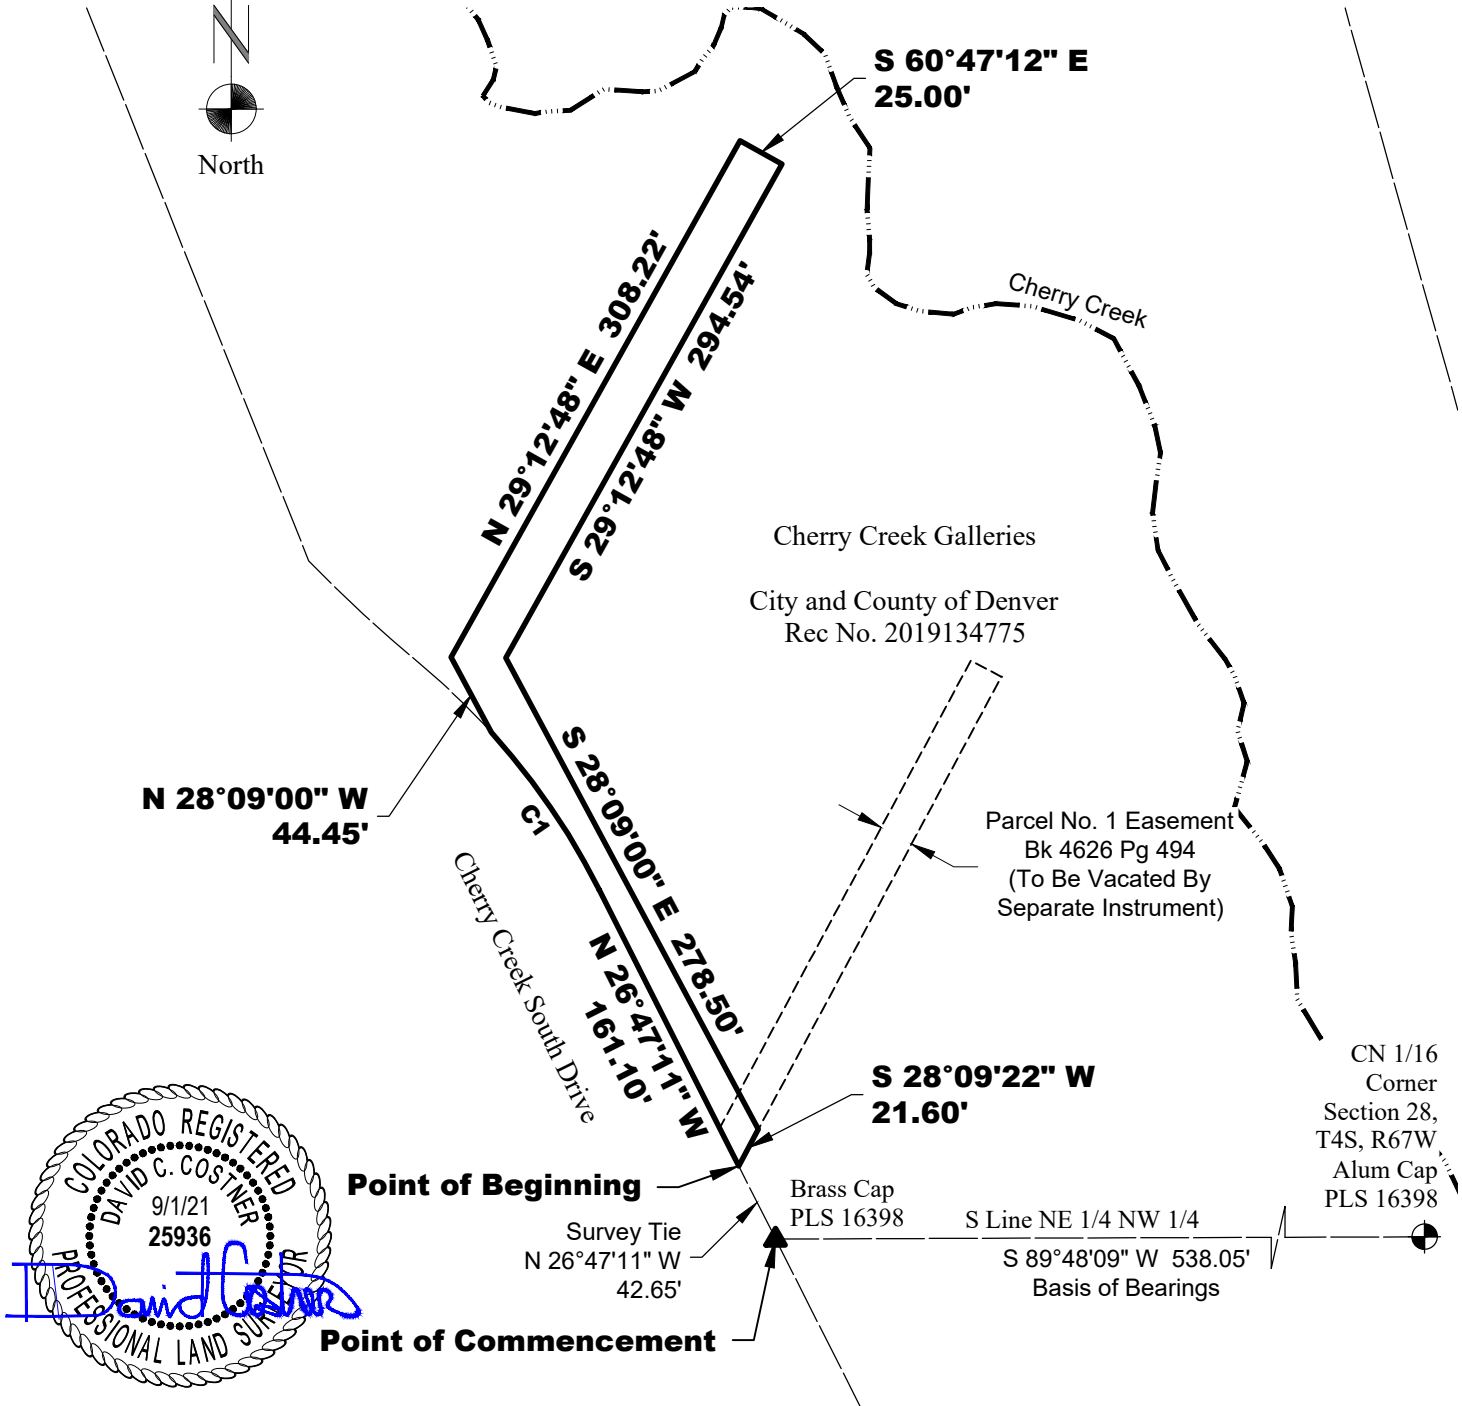 N
North
S 60°47'12" E
25.00'
N 29°12'48" E 308.22'
S 29°12'48" W 294.54'
Cherry Creek
Cherry Creek Galleries
City and County of Denver
Rec No. 2019134775
N 28°09'00" W
44.45'
C1
S 28°09'00" E 278.50'
Parcel No. 1 Easement
Bk 4626 Pg 494
(To Be Vacated By
Separate Instrument)
Cherry Creek South Drive
N 26°47'11" W
161.10'
S 28°09'22" W
21.60'
CN 1/16
Corner
Section 28,
T4S, R67W
Alum Cap
PLS 16398
Point of Beginning
Brass Cap
PLS 16398
S Line NE 1/4 NW 1/4
S 89°48'09" W 538.05'
Basis of Bearings
Survey Tie
N 26°47'11" W
42.65'
Point of Commencement
COLORADO REGISTERED
DAVID C. COSTNER
9/1/21
25936
PROFESSIONAL LAND SURVEYOR
David Costner